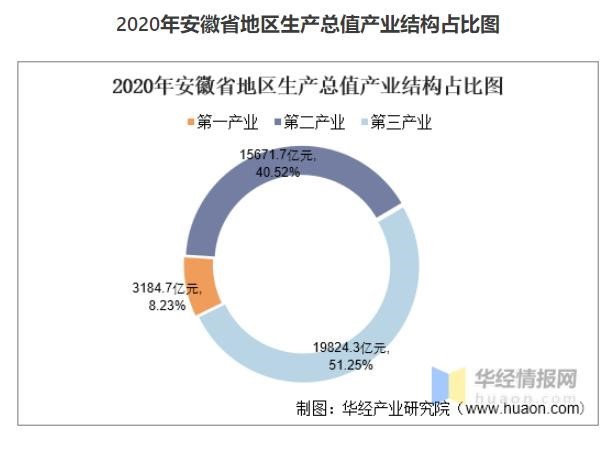 2020年安徽省地区生产总值产业结构占比图
2020年安徽省地区生产总值产业结构占比图
第一产业 第二产业 第三产业
15671.7亿元,
40.52%
3184.7亿元,
8.23%
19824.3亿元,
51.25%
华经情报网
huaon.com
制图：华经产业研究院（www.huaon.com)